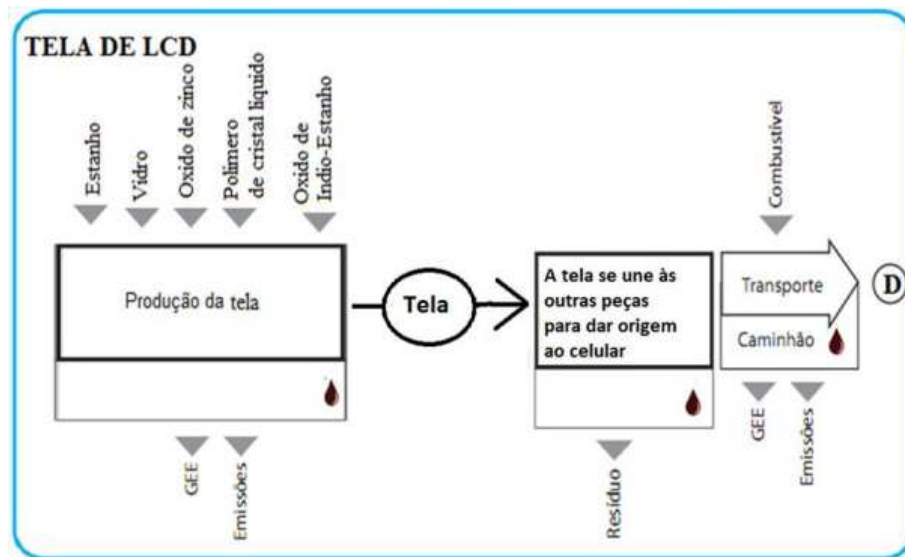 TELA DE LCD
Estanho
Vidro
Oxido de zinco
Polimero
de cristal liquido
Oxido de
Indio-Estanho
Combustível
Produção da tela
Tela
A tela se une às
outras peças
para dar origem
ao celular
Transporte
Caminhão
D
GEE
Emissões
Resíduo
GEE
Emissões